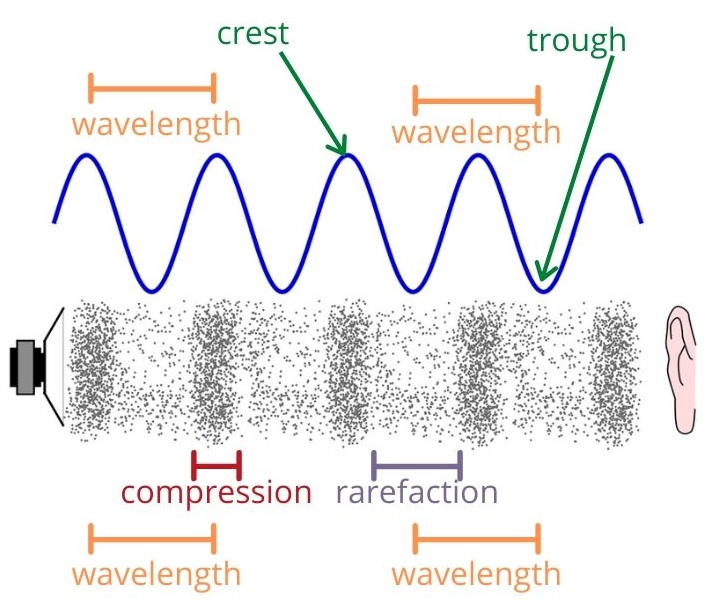 crest
trough
wavelength
wavelength
compression
rarefaction
wavelength
wavelength